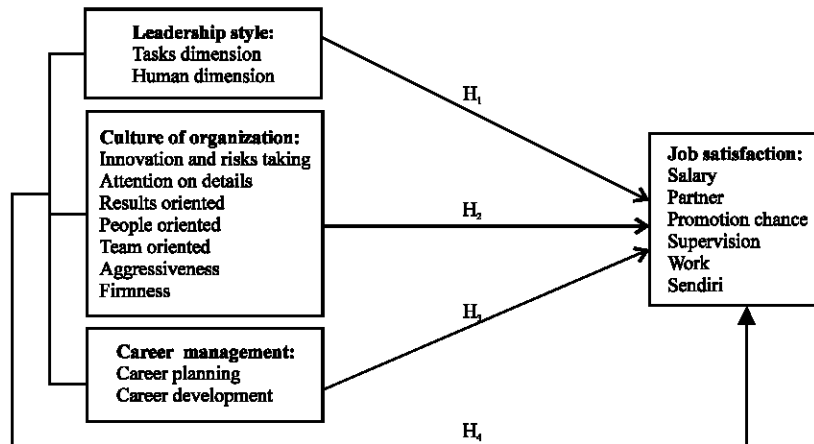 Leadership style:
Tasks dimension
Human dimension
H₁
Culture of organization:
Innovation and risks taking
Attention on details
Results oriented
People oriented
Team oriented
Aggressiveness
Firmness
H₂
Job satisfaction:
Salary
Partner
Promotion chance
Supervision
Work
Sendiri
H₃
Career management:
Career planning
Career development
H₄